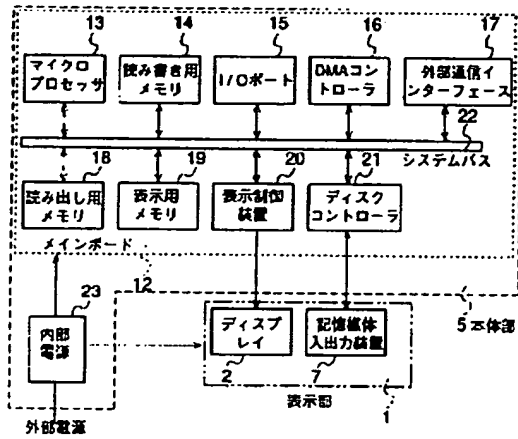 13
14
15
16
17
マイクロ
プロセッサ
読み書き用
メモリ
I/Oポート
DMAコント
ローラ
外部通信イ
ンターフェース
22
システムバス
18
19
20
21
読み出し用
メモリ
表示用
メモリ
表示制御
装置
ディスク
コントローラ
メインボード
12
23
内部
電源
ディスプ
レイ
記憶媒体
入出力装置
5 本体部
2
7
表示部
1
外部電源